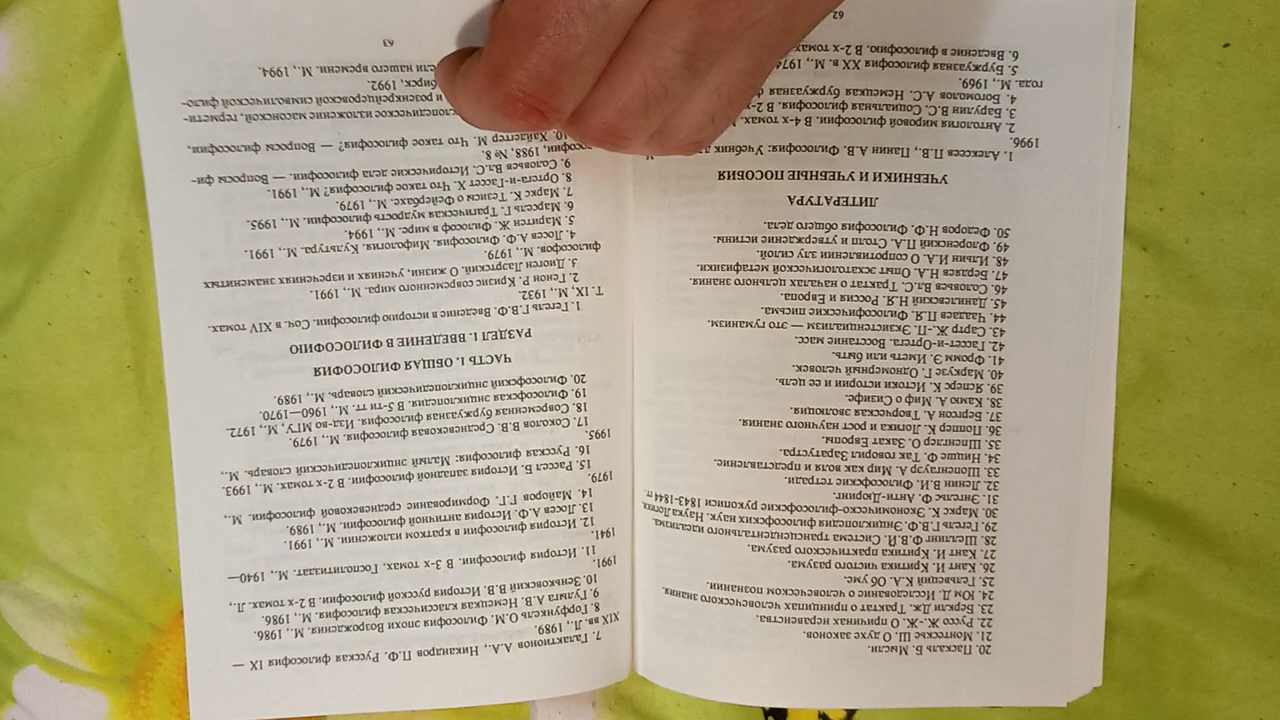 20. Паскаль Б. Мысли.
21. Монтескье Ш. О духе законов.
22. Руссо Ж.-Ж. О причинах неравенства.
23. Беркли Дж. Трактат о принципах человеческого знания.
24. Юм Д. Исследование о человеческом познании.
25. Гельвеций К.А. Об уме.
26. Кант И. Критика чистого разума.
27. Кант И. Критика практического разума.
28. Шеллинг Ф.В.Й. Система трансцендентального идеализма.
29. Гегель Г.В.Ф. Энциклопедия философских наук. Наука Логика.
30. Маркс К. Экономическо-философские рукописи 1843-1844 гг.
31. Энгельс Ф. Анти-Дюринг.
32. Ленин В.И. Философские тетради.
33. Шопенгауэр А. Мир как воля и представление.
34. Ницше Ф. Так говорил Заратустра.
35. Шпенглер О. Закат Европы.
36. Поппер К. Логика и рост научного знания.
37. Бергсон А. Творческая эволюция.
38. Камю А. Миф о Сизифе.
39. Ясперс К. Истоки истории и ее цель.
40. Маркузе Г. Одномерный человек.
41. Фромм Э. Иметь или быть.
42. Гассет-и-Ортега. Восстание масс.
43. Сартр Ж.-П. Экзистенциализм — это гуманизм.
44. Чаадаев П.Я. Философические письма.
45. Данилевский Н.Я. Россия и Европа.
46. Соловьев Вл.С. Трактат о началах цельного знания.
47. Бердяев Н.А. Опыт эсхатологической метафизики.
48. Ильин И.А. О сопротивлении злу силой.
49. Флоренский П.А. Столп и утверждение истины.
50. Федоров Н.Ф. Философия общего дела.
ЛИТЕРАТУРА
УЧЕБНИКИ И УЧЕБНЫЕ ПОСОБИЯ
1. Алексеев П.В., Панин А.В. Философия: Учебник
1996.
2. Антология мировой философии. В 4-х томах.
3. Барулин В.С. Социальная философия. В 2-х
4. Богомолов А.С. Немецкая буржуазная
года. М., 1969.
5. Буржуазная философия XX в. М., 1974
6. Введение в философию. В 2-х томах
62
7. Галактионов А.А., Никандров П.Ф. Русская философия IX —
XIX вв. Л., 1989.
8. Горфункель О.М. Философия эпохи Возрождения. М., 1986.
9. Гулыга А.В. Немецкая классическая философия. М., 1986.
10. Зеньковский В.В. История русской философии. В 2-х томах. Л.,
1991.
11. История философии. В 3-х томах. Госполитиздат. М., 1940—
1941.
12. История философии в кратком изложении. М., 1991.
13. Лосев А.Ф. История античной философии. М., 1989.
14. Майоров Г.Г. Формирование средневековой философии. М.,
1979.
15. Рассел Б. История западной философии. В 2-х томах. М., 1993.
16. Русская философия: Малый энциклопедический словарь. М.,
1995.
17. Соколов В.В. Средневековая философия. М., 1979.
18. Современная буржуазная философия. Изд-во МГУ, М., 1972.
19. Философская энциклопедия. В 5-ти тт. М., 1960—1970.
20. Философский энциклопедический словарь. М., 1989.
ЧАСТЬ 1. ОБЩАЯ ФИЛОСОФИЯ
РАЗДЕЛ 1. ВВЕДЕНИЕ В ФИЛОСОФИЮ
1. Гегель Г.В.Ф. Введение в историю философии. Соч. в XIV томах.
Т. IX, М., 1932.
2. Генон Р. Кризис современного мира. М., 1991.
3. Диоген Лаэртский. О жизни, учениях и изречениях знаменитых
философов. М., 1979.
4. Лосев А.Ф. Философия. Мифология. Культура. М., 1991.
5. Маритен Ж. Философ в мире. М., 1994.
6. Марсель Г. Трагическая мудрость философии. М., 1995.
7. Маркс К. Тезисы о Фейербахе. М., 1979.
8. Ортега-и-Гассет Х. Что такое философия? М., 1991.
9. Соловьев Вл.С. Исторические дела философии. — Вопросы фи-
лософии, 1988, № 8.
10. Хайдеггер М. Что такое философия? — Вопросы философии,
изложение масонской, гермети-
и розенкрейцеровской символической фило-
1992.
нашего времени. М., 1994.
63